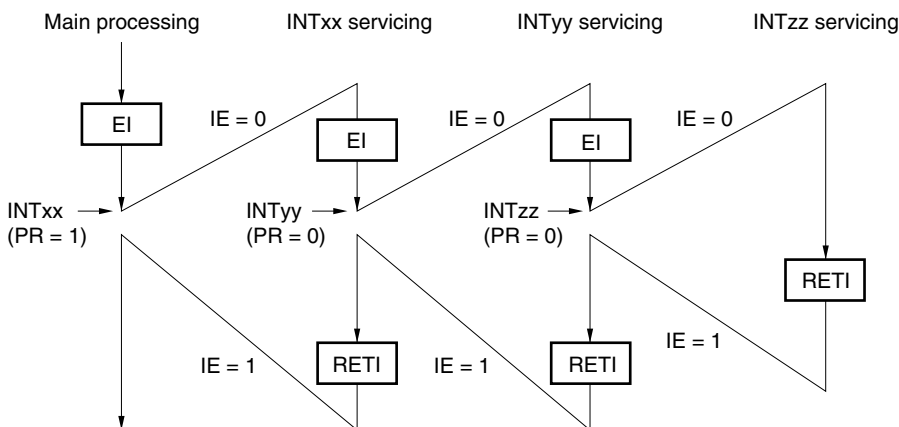 Main processing
INTxx servicing
INTyy servicing
INTzz servicing
IE = 0
IE = 0
IE = 0
EI
EI
EI
INTxx
(PR = 1)
INTyy
(PR = 0)
INTzz
(PR = 0)
RETI
IE = 1
RETI
IE = 1
RETI
IE = 1